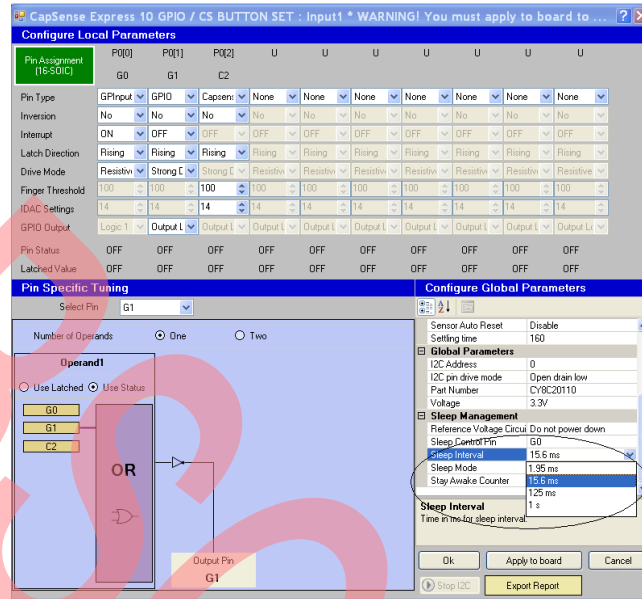 CapSense Express 10 GPIO / CS BUTTON SET : Input1 * WARNING! You must apply to board to ...
Configure Local Parameters
Pin Assignment (16-SOIC) P0[0] P0[1] P0[2] U U U U U U U
G0 G1 C2
Pin Type GPInput GPIO Capsens None None None None None None None
Inversion No No No No No No No No No No
Interrupt ON OFF OFF OFF OFF OFF OFF OFF OFF OFF
Latch Direction Rising Rising Rising Rising Rising Rising Rising Rising Rising Rising
Drive Mode Resistive Strong D Strong D Resistive Resistive Resistive Resistive Resistive Resistive Resistive
Finger Threshold 100 100 100 100 100 100 100 100 100 100
IDAC Settings 14 14 14 14 14 14 14 14 14 14
GPIO Output Logic 1 Output L Output L Output L Output L Output L Output L Output L Output L Output Lo
Pin Status OFF OFF OFF OFF OFF OFF OFF OFF OFF OFF
Latched Value OFF OFF OFF OFF OFF OFF OFF OFF OFF OFF
Pin Specific Tuning
Select Pin G1
Number of Operands One Two
Operand1
Use Latched Use Status
G0
G1
C2
OR
Output Pin
G1
Configure Global Parameters
Sensor Auto Reset Disable
Settling time 160
Global Parameters
I2C Address 0
I2C pin drive mode Open drain low
Part Number CY8C20110
Voltage 3.3V
Sleep Management
Reference Voltage Circui Do not power down
Sleep Control Pin G0
Sleep Interval 15.6 ms
Sleep Mode 1.95 ms
Stay Awake Counter 15.6 ms
125 ms
1 s
Sleep Interval
Time in ms for sleep interval.
Ok Apply to board Cancel
Stop I2C Export Report